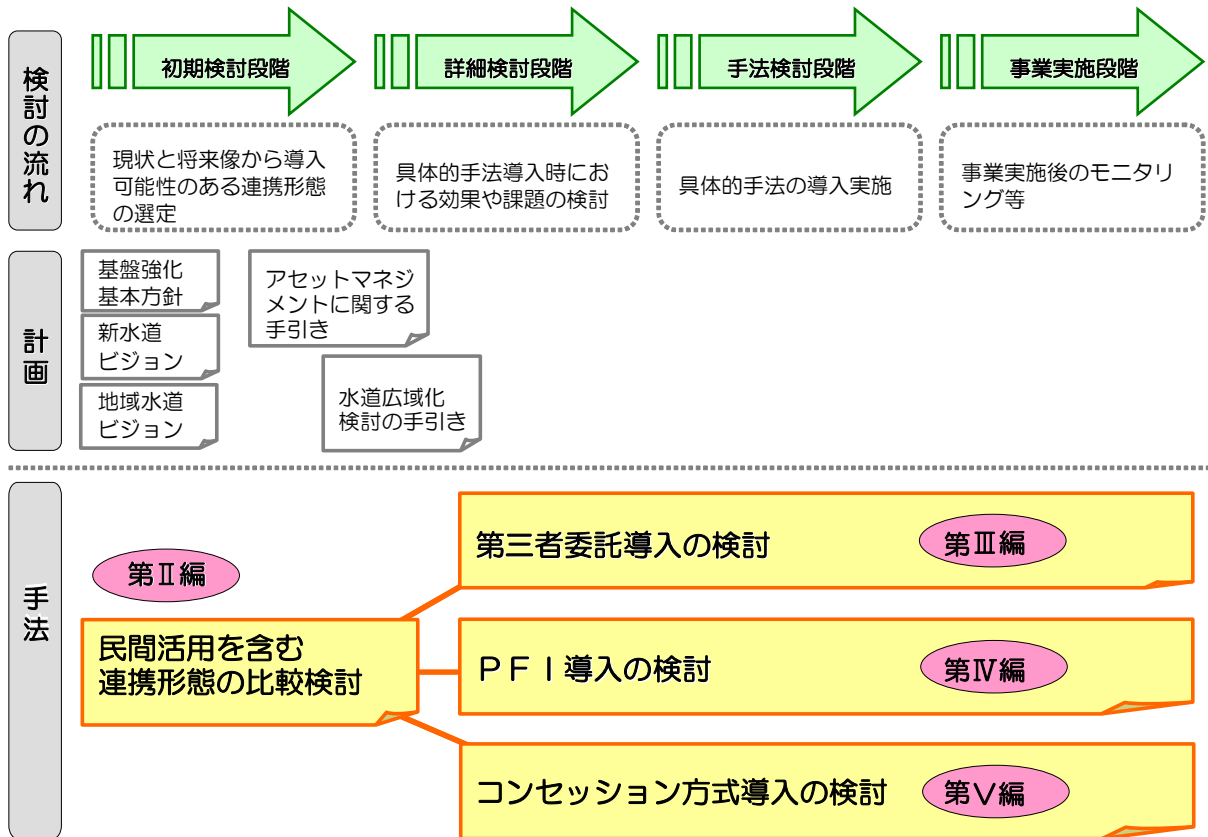 検討の流れ
初期検討段階
詳細検討段階
手法検討段階
事業実施段階
現状と将来像から導入
可能性のある連携形態
の選定
具体的手法導入時にお
ける効果や課題の検討
具体的手法の導入実施
事業実施後のモニタリ
ング等
計画
基盤強化
基本方針
新水道
ビジョン
地域水道
ビジョン
アセットマネジ
メントに関する
手引き
水道広域化
検討の手引き
手法
第Ⅱ編
民間活用を含む
連携形態の比較検討
第三者委託導入の検討
第Ⅲ編
ＰＦＩ導入の検討
第Ⅳ編
コンセッション方式導入の検討
第Ⅴ編